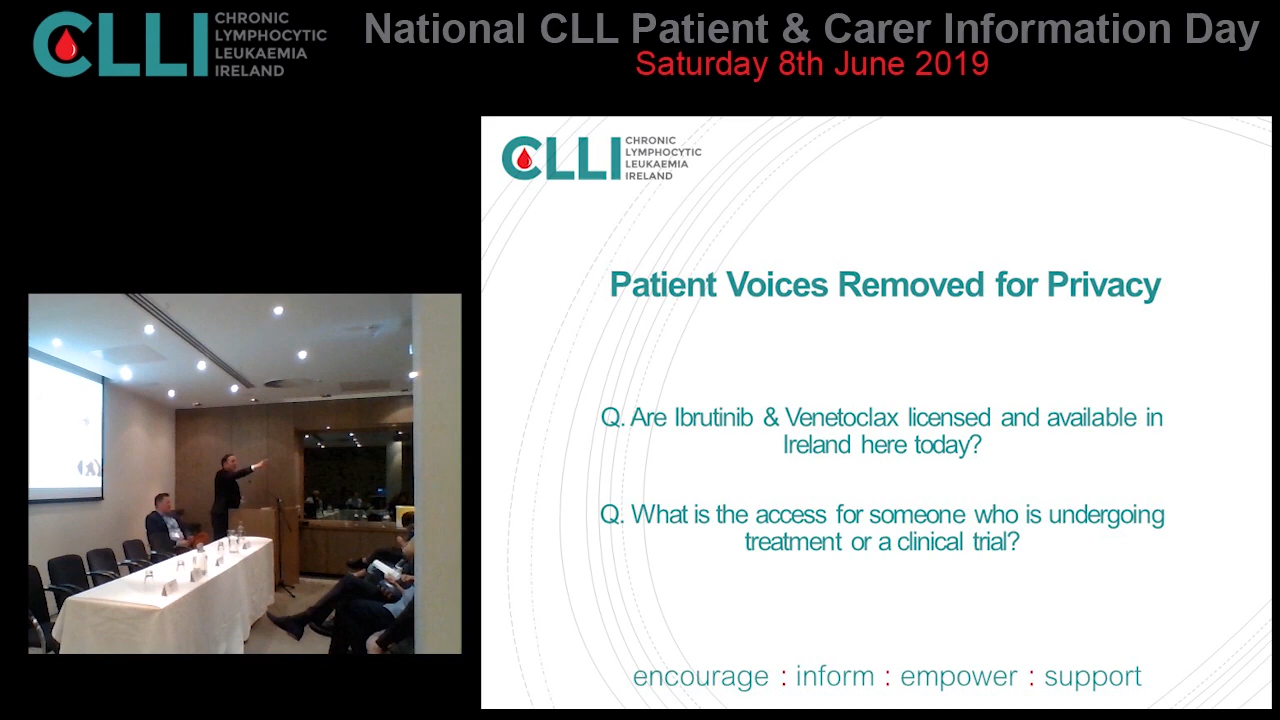 CLLI CHRONIC
LYMPHOCYTIC
LEUKAEMIA
IRELAND
National CLL Patient & Carer Information Day
Saturday 8th June 2019
CLLI CHRONIC
LYMPHOCYTIC
LEUKAEMIA
IRELAND
Patient Voices Removed for Privacy
Q. Are Ibrutinib & Venetoclax licensed and available in
Ireland here today?
Q. What is the access for someone who is undergoing
treatment or a clinical trial?
encourage : inform : empower : support